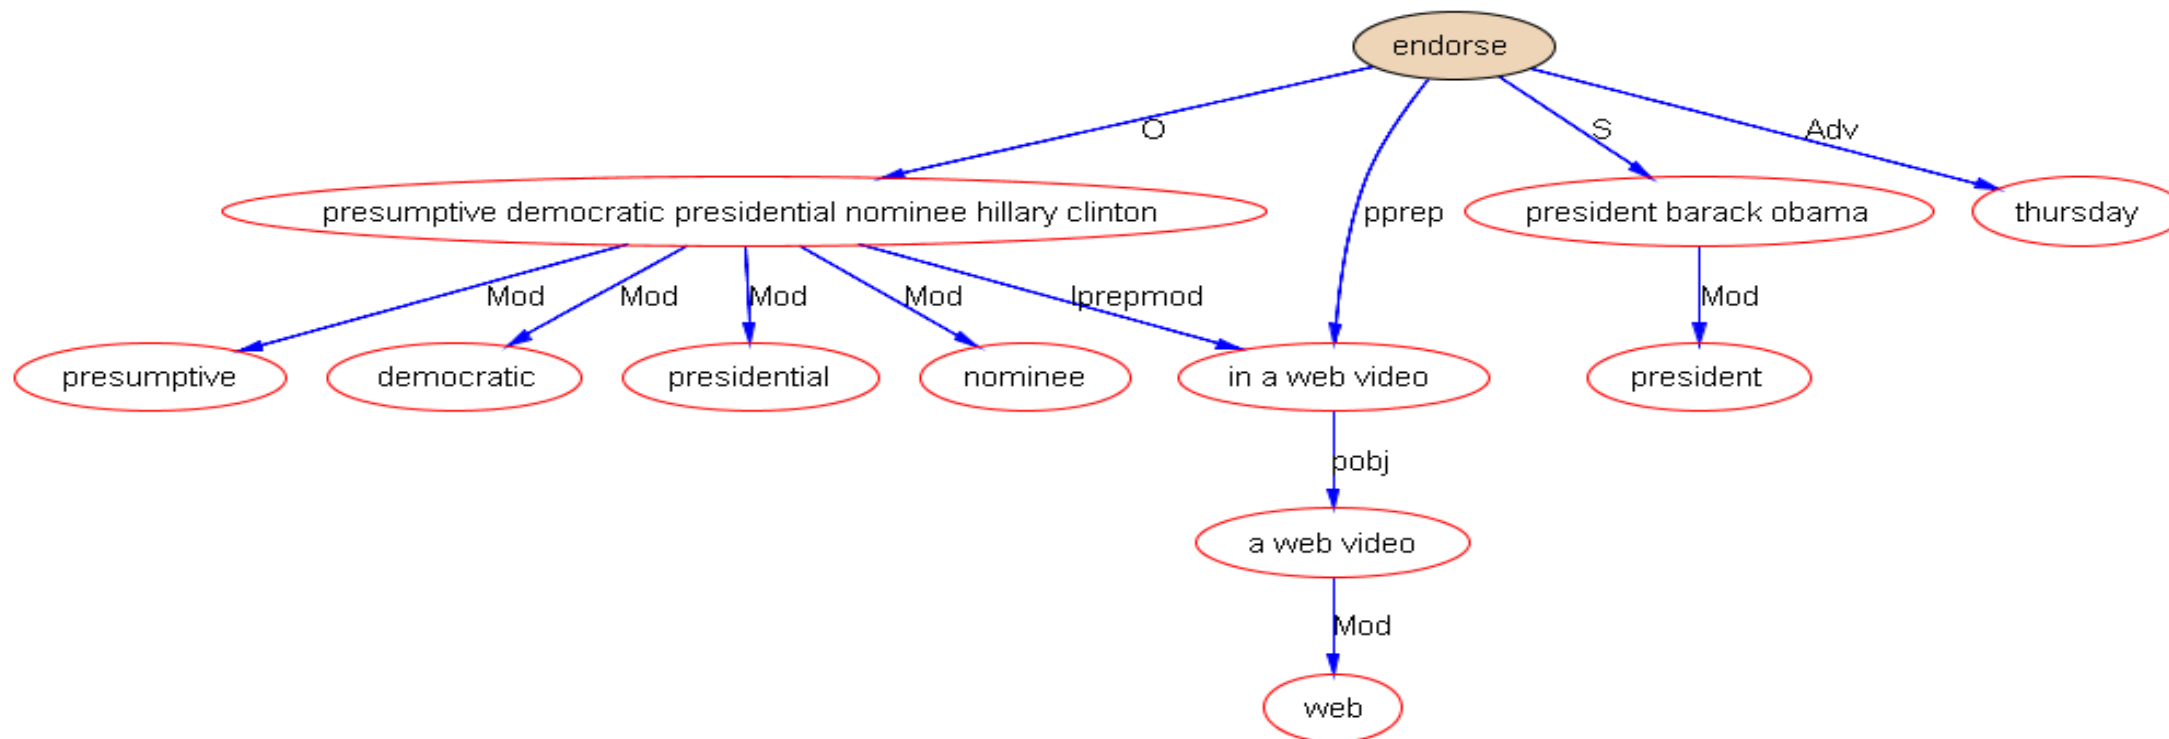 endorse
O
S
Adv
presumptive democratic presidential nominee hillary clinton
pprep
president barack obama
thursday
Mod
Mod
Mod
Mod
lprepmod
Mod
presumptive
democratic
presidential
nominee
in a web video
president
pobj
a web video
Mod
web